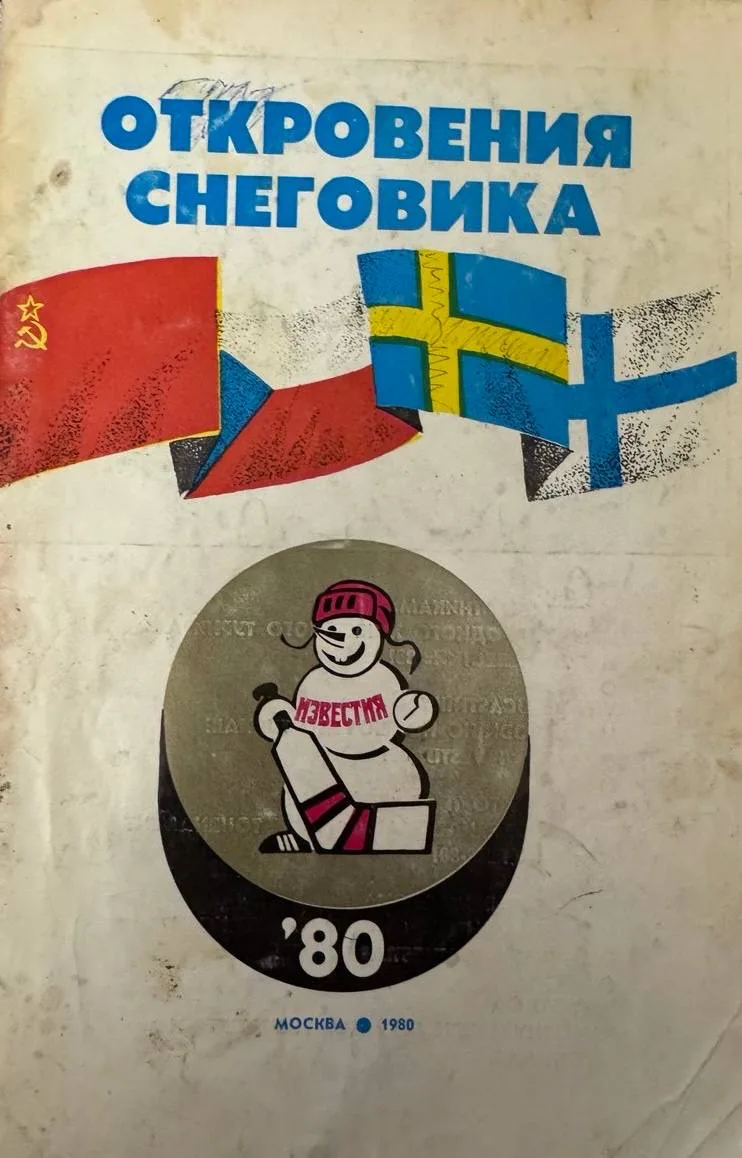 ОТКРОВЕНИЯ
СНЕГОВИКА
ИЗВЕСТИЯ
'80
МОСКВА ● 1980